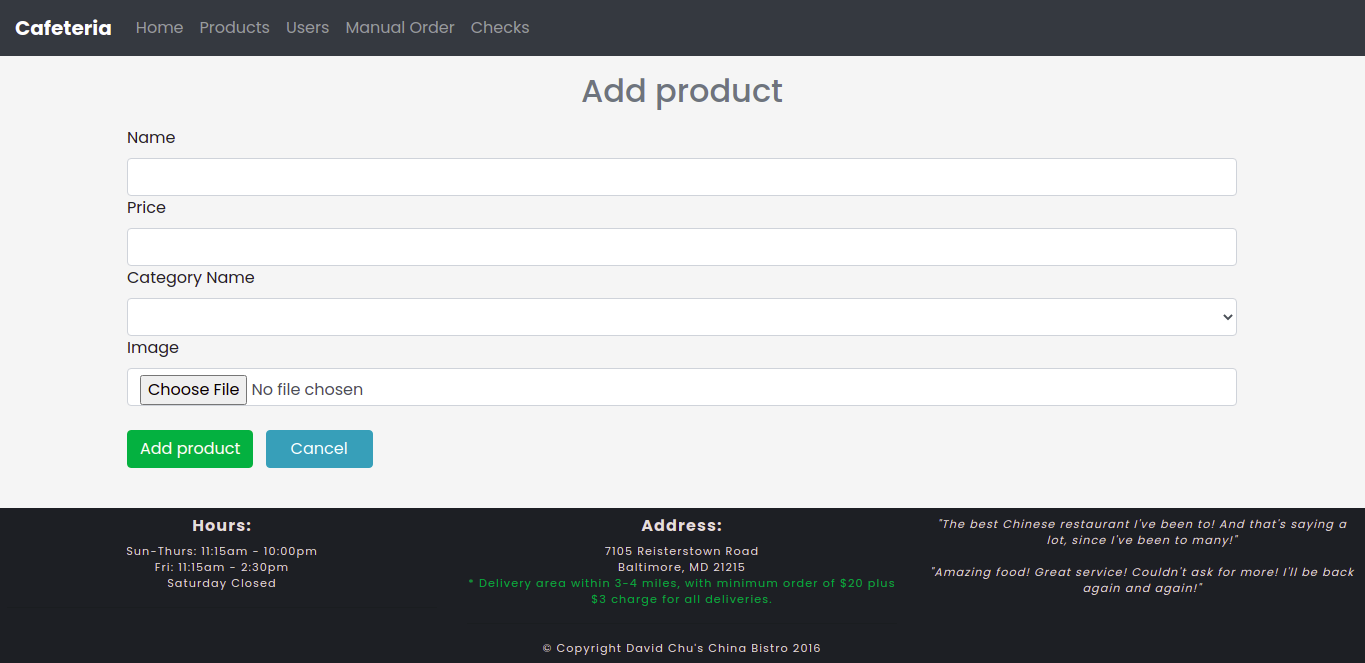 Cafeteria Home Products Users Manual Order Checks
Add product
Name
Price
Category Name
Image
Choose File No file chosen
Add product Cancel
Hours:
Sun-Thurs: 11:15am - 10:00pm
Fri: 11:15am - 2:30pm
Saturday Closed
Address:
7105 Reisterstown Road
Baltimore, MD 21215
* Delivery area within 3-4 miles, with minimum order of $20 plus
$3 charge for all deliveries.
"The best Chinese restaurant I've been to! And that's saying a
lot, since I've been to many!"
"Amazing food! Great service! Couldn't ask for more! I'll be back
again and again!"
© Copyright David Chu's China Bistro 2016